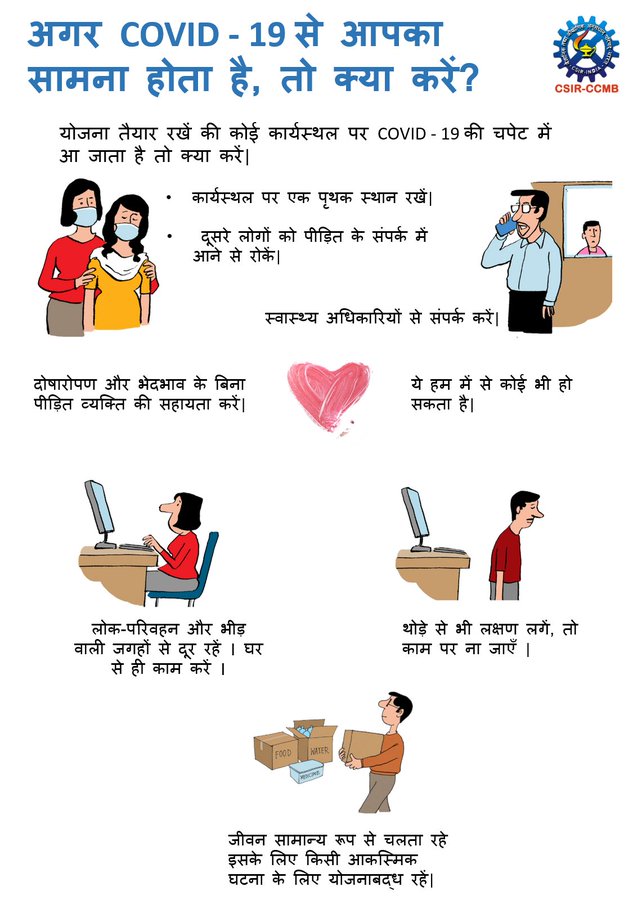 अगर COVID - 19 से आपका
सामना होता है, तो क्या करें?
CSIR-CCMB
योजना तैयार रखें की कोई कार्यस्थल पर COVID - 19 की चपेट में
आ जाता है तो क्या करें|
• कार्यस्थल पर एक पृथक स्थान रखें|
• दूसरे लोगों को पीड़ित के संपर्क में
आने से रोकें|
स्वास्थ्य अधिकारियों से संपर्क करें|
दोषारोपण और भेदभाव के बिना
पीड़ित व्यक्ति की सहायता करें|
ये हम में से कोई भी हो
सकता है|
लोक-परिवहन और भीड़
वाली जगहों से दूर रहें । घर
से ही काम करें ।
थोड़े से भी लक्षण लगें, तो
काम पर ना जाएँ |
FOOD
WATER
MEDICINE
जीवन सामान्य रूप से चलता रहे
इसके लिए किसी आकस्मिक
घटना के लिए योजनाबद्ध रहें|